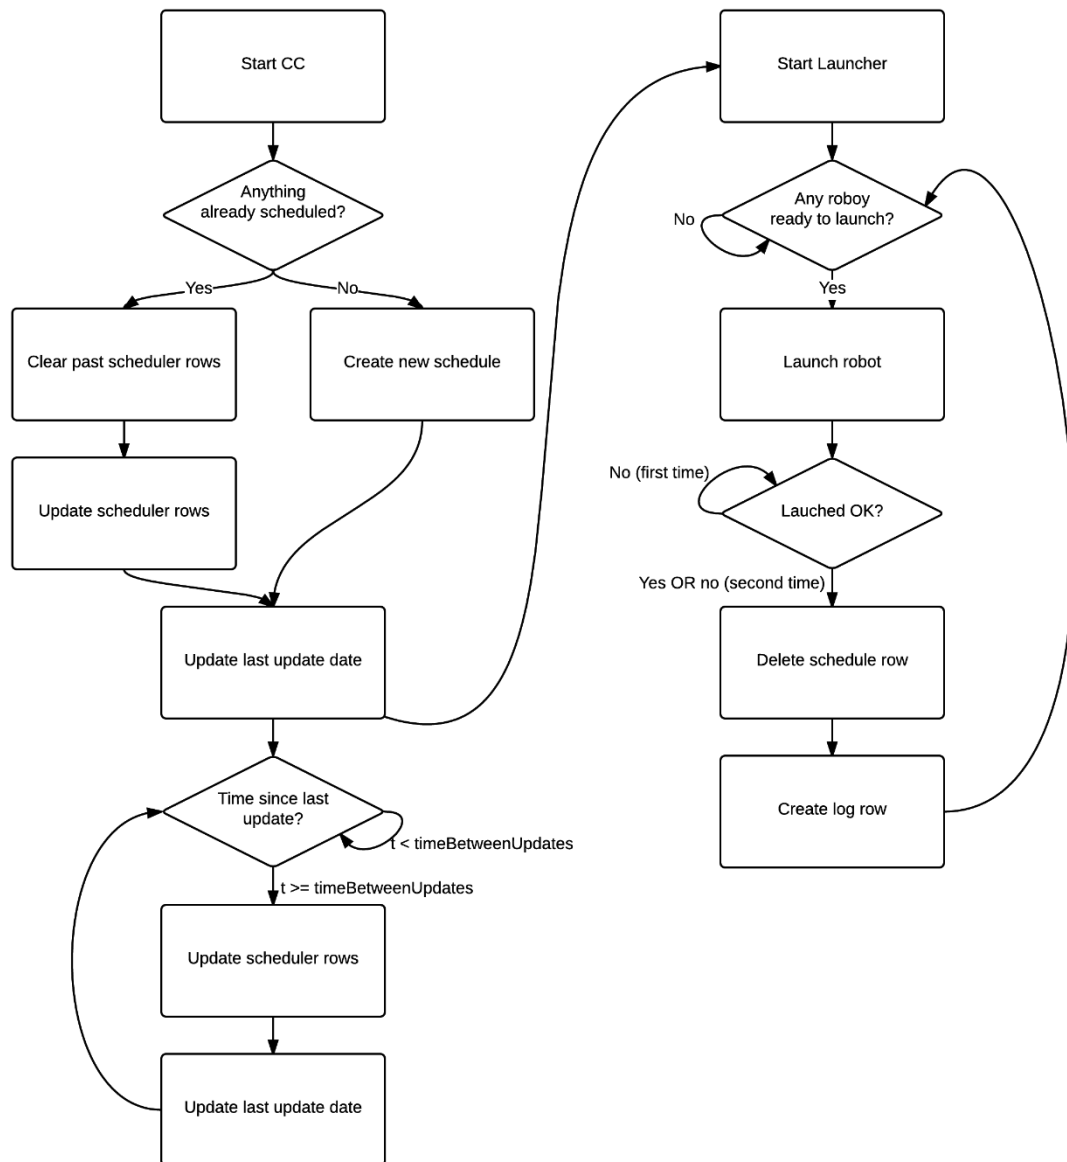 Start CC
Anything
already scheduled?
Yes
No
Clear past scheduler rows
Create new schedule
Update scheduler rows
Update last update date
Time since last
update?
t < timeBetweenUpdates
t >= timeBetweenUpdates
Update scheduler rows
Update last update date
Start Launcher
Any roboy
ready to launch?
No
Yes
Launch robot
No (first time)
Lauched OK?
Yes OR no (second time)
Delete schedule row
Create log row